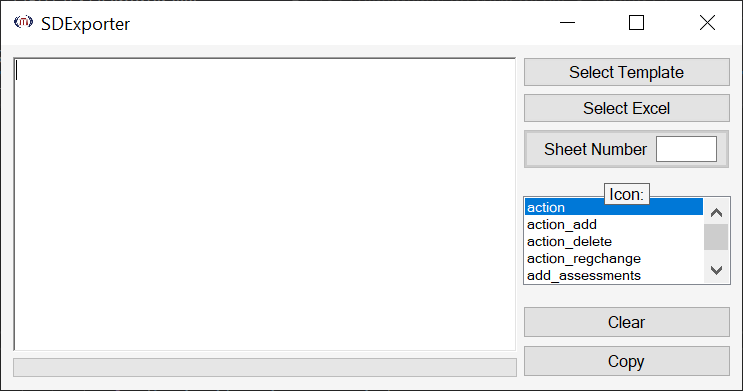 SDExporter
Select Template
Select Excel
Sheet Number
Icon:
action
action_add
action_delete
action_regchange
add_assessments
Clear
Copy